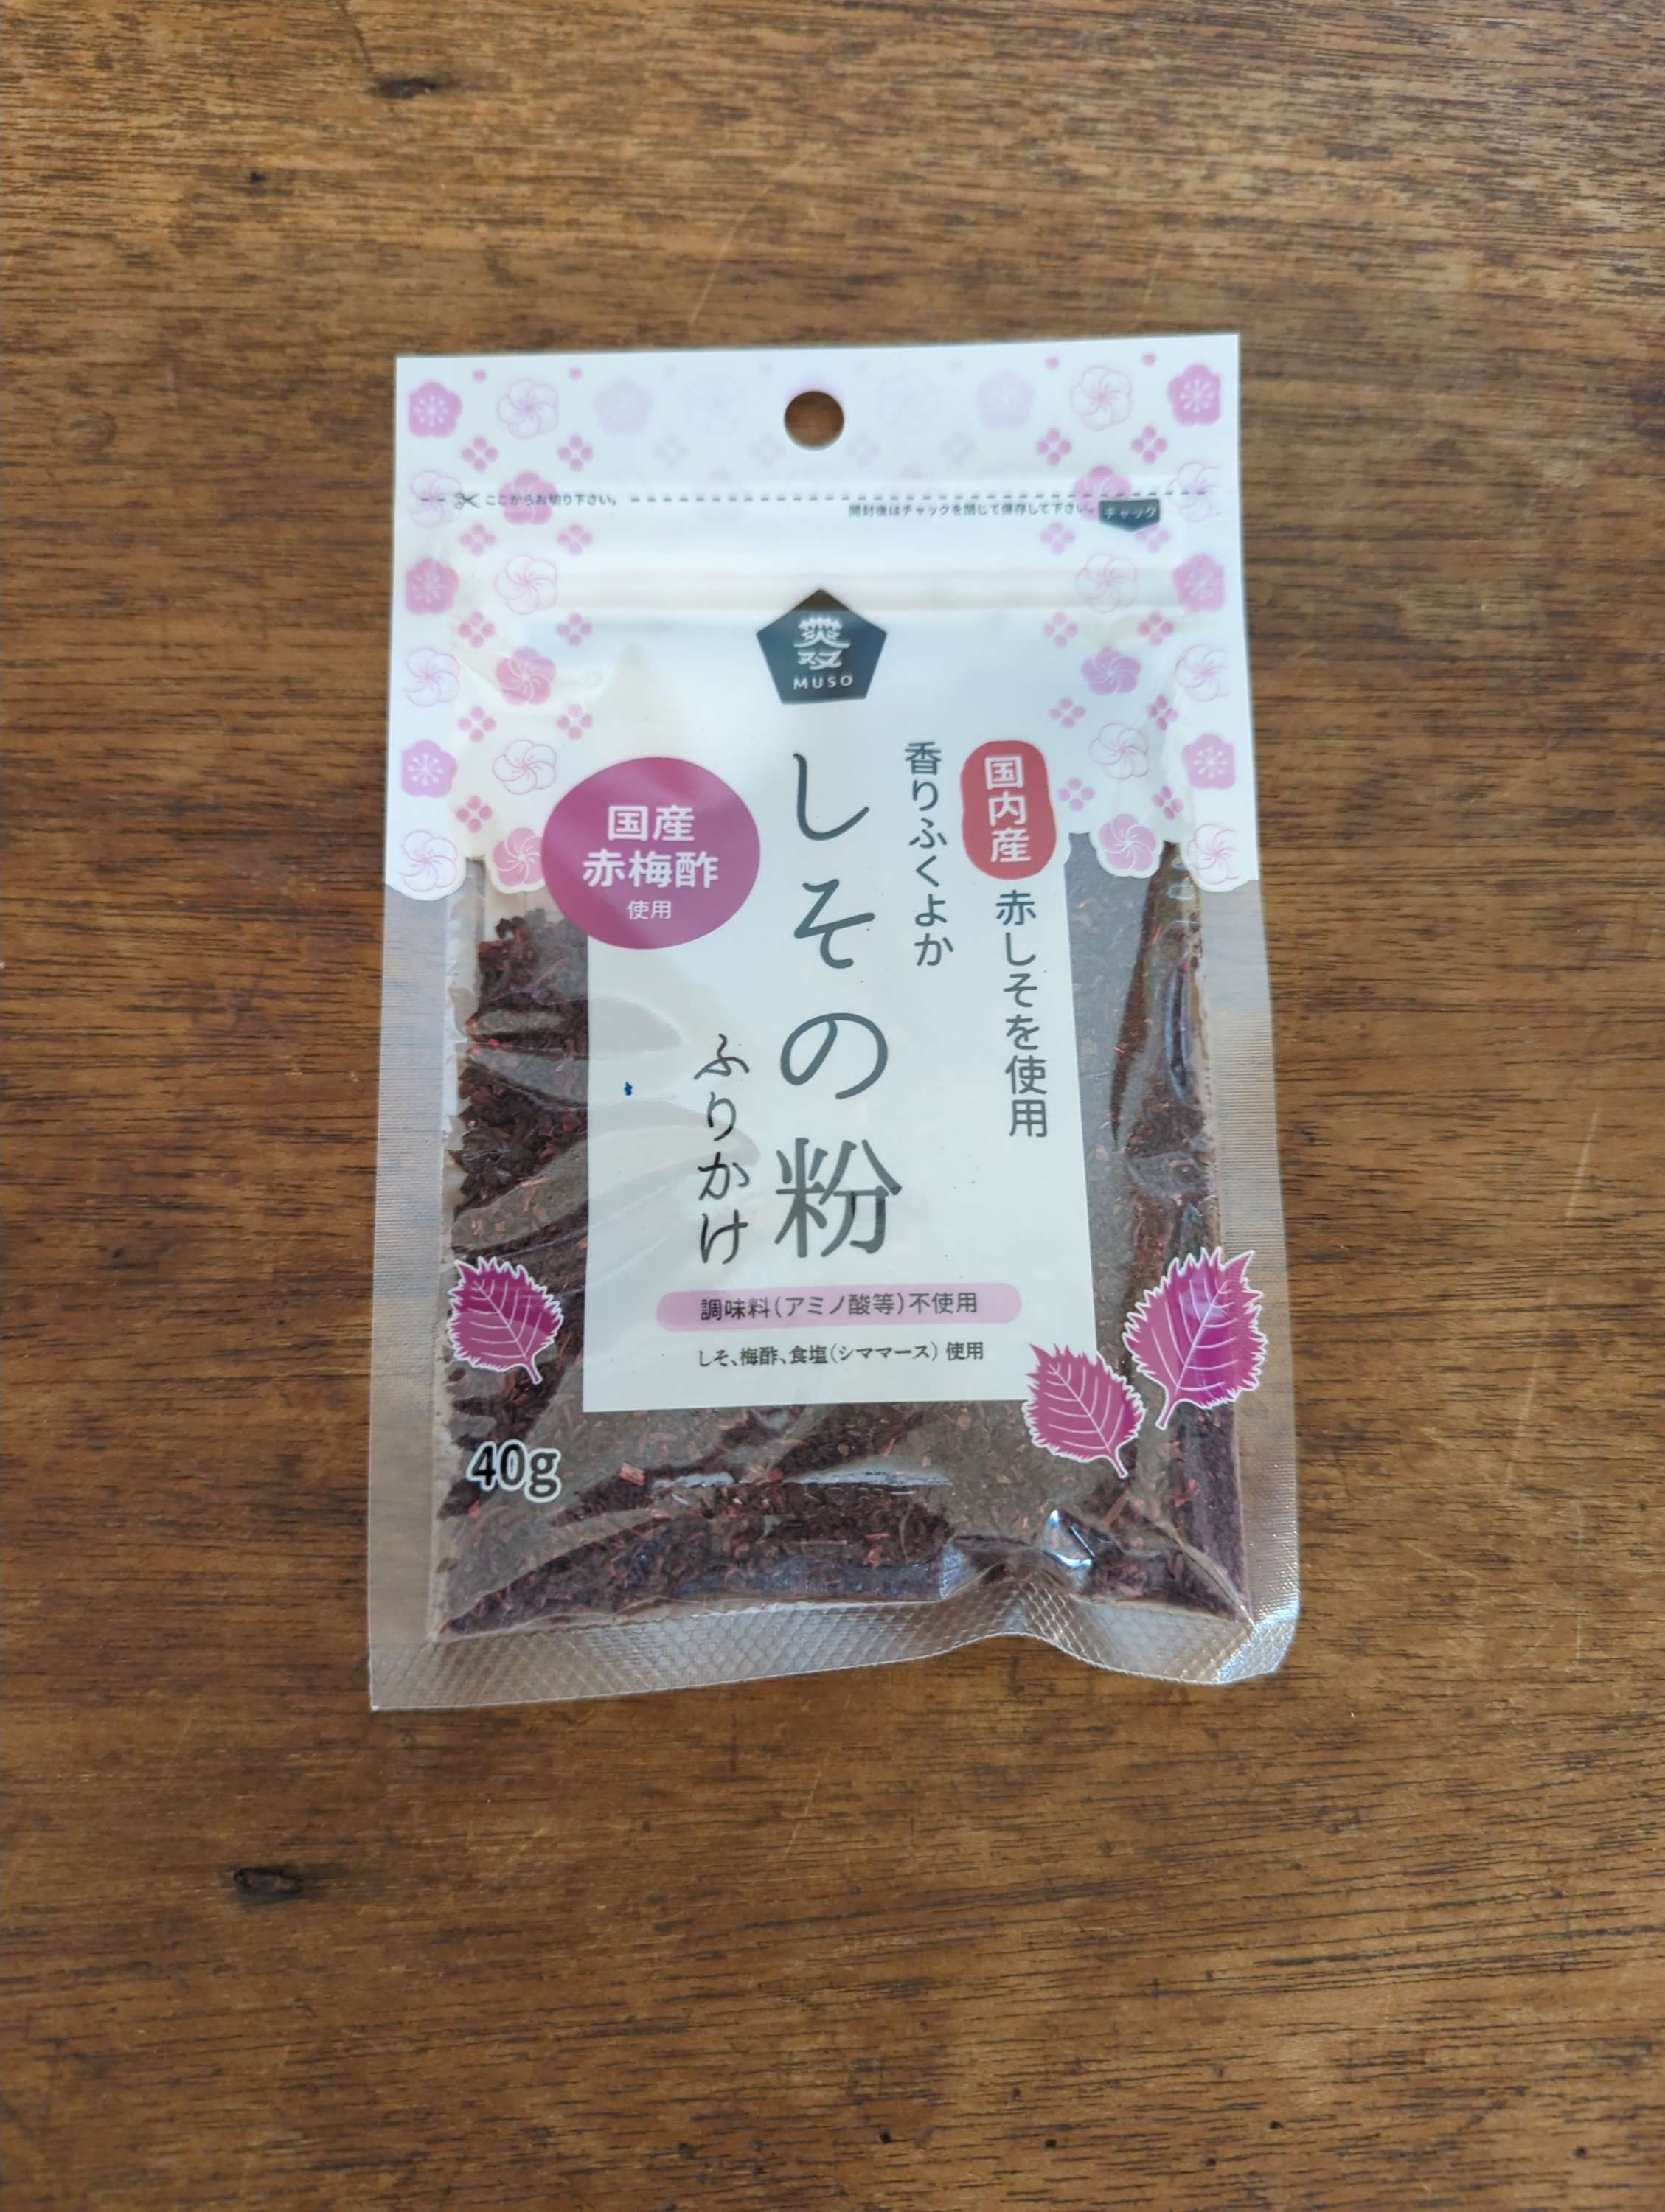 ここからお切り下さい。
開封後はチャックを閉じて保存して下さい。
チャック
MUSO
国内産
赤しそを使用
香りふくよか
しその粉
ふりかけ
国産
赤梅酢
使用
調味料(アミノ酸等)不使用
しそ、梅酢、食塩(シママース)使用
40g